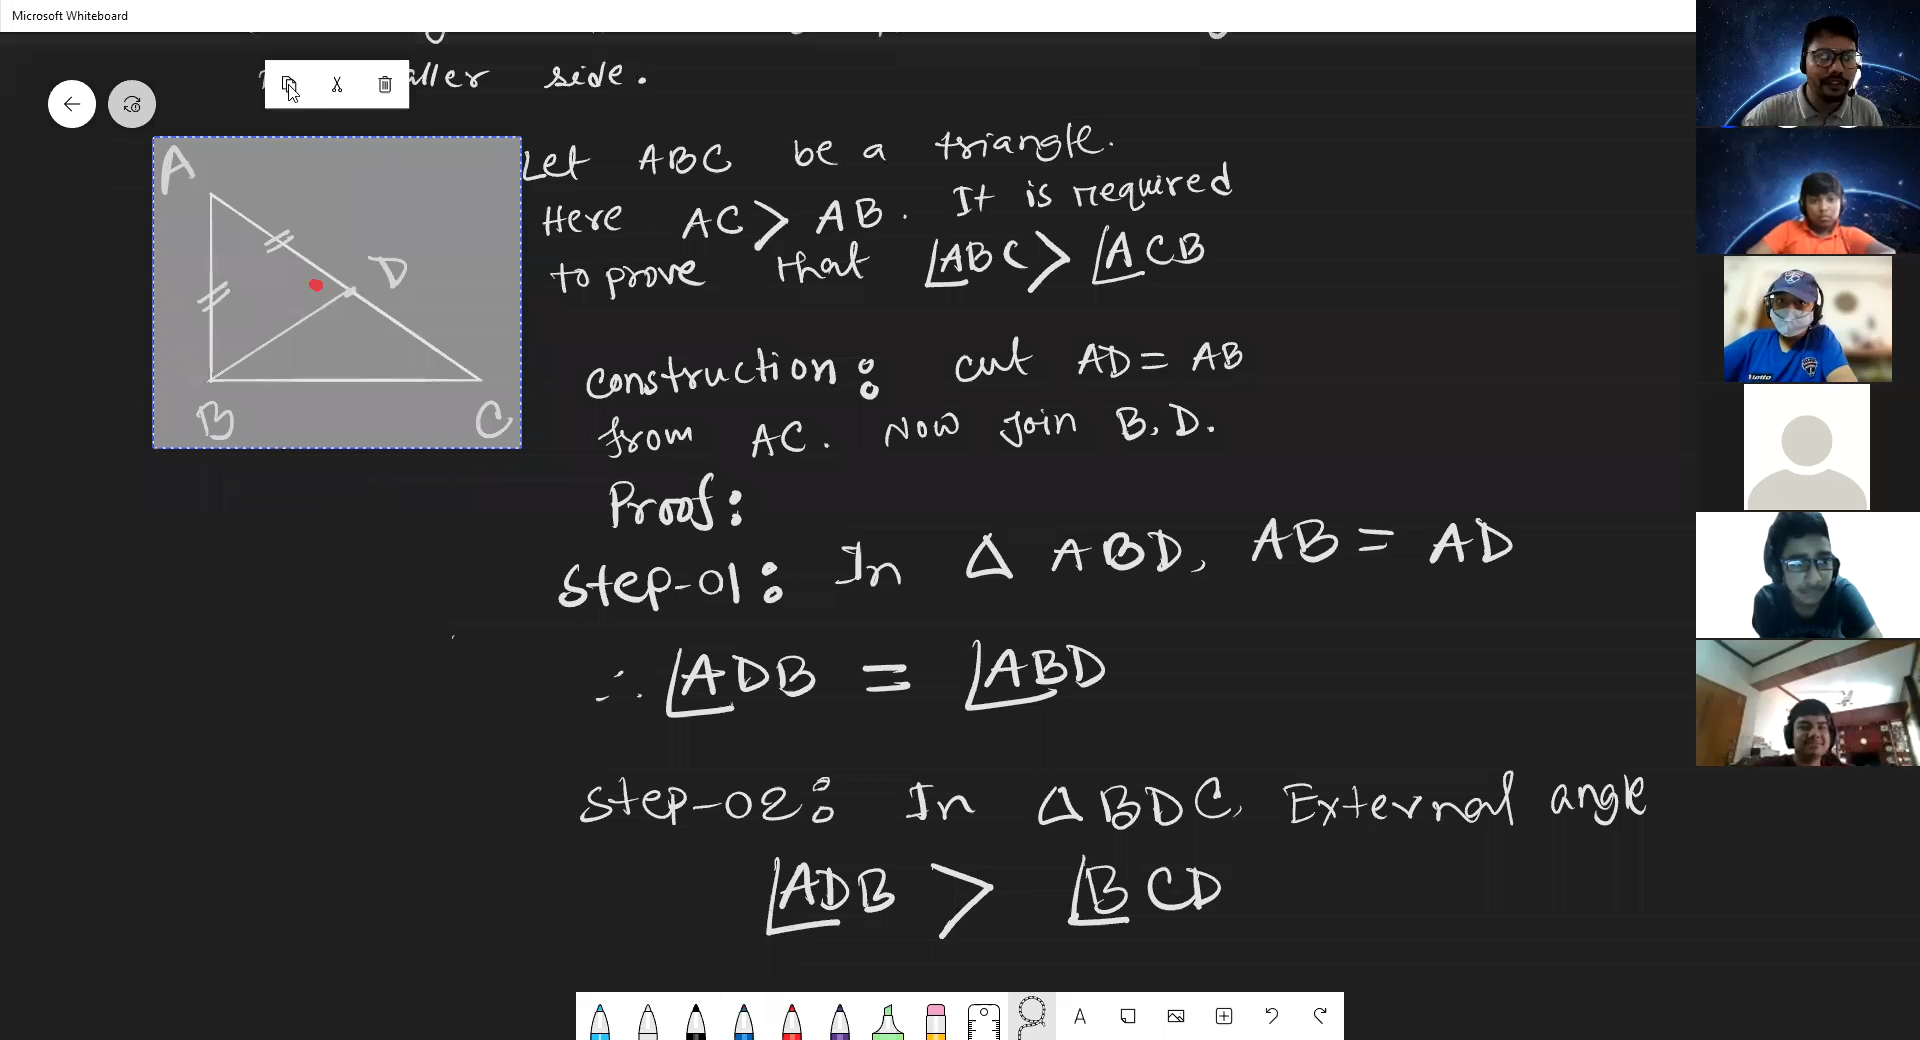 Microsoft Whiteboard
aller side.
A
D
B
C
Let ABC be a triangle.
Here AC > AB. It is required
to prove that ∠ABC > ∠ACB
construction: cut AD = AB
from AC. Now join B, D.
Proof:
Step-01: In Δ ABD, AB = AD
∴ ∠ADB = ∠ABD
Step-02: In Δ BDC, External angle
∠ADB > ∠BCD
A